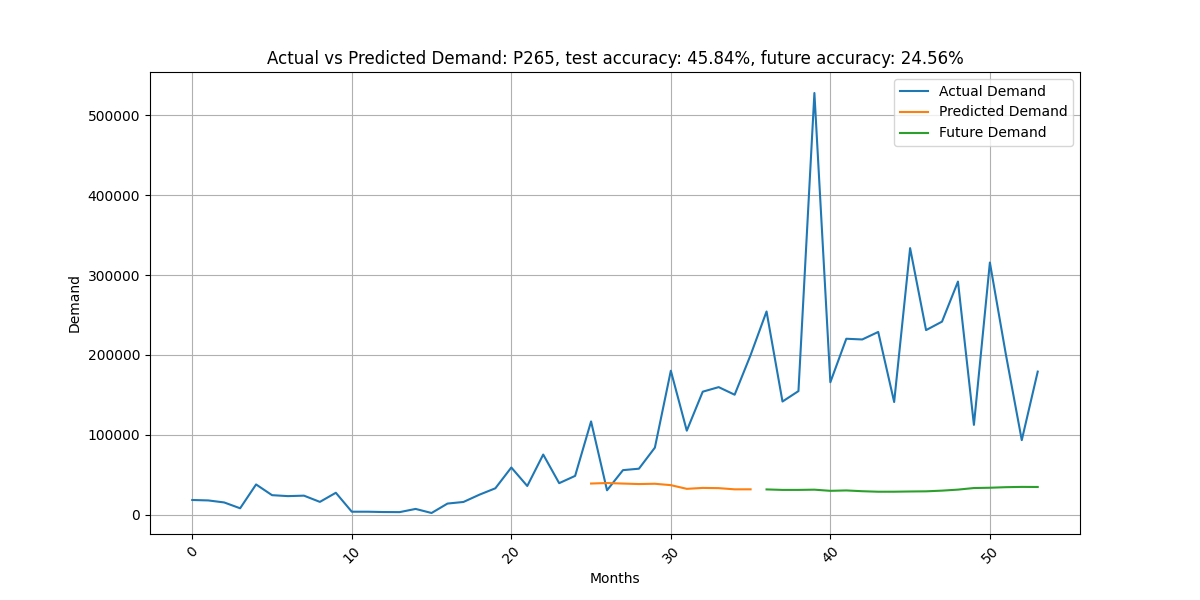 Actual vs Predicted Demand: P265, test accuracy: 45.84%, future accuracy: 24.56%
Actual Demand
Predicted Demand
Future Demand
500000
400000
300000
200000
100000
0
Demand
0
10
20
30
40
50
Months